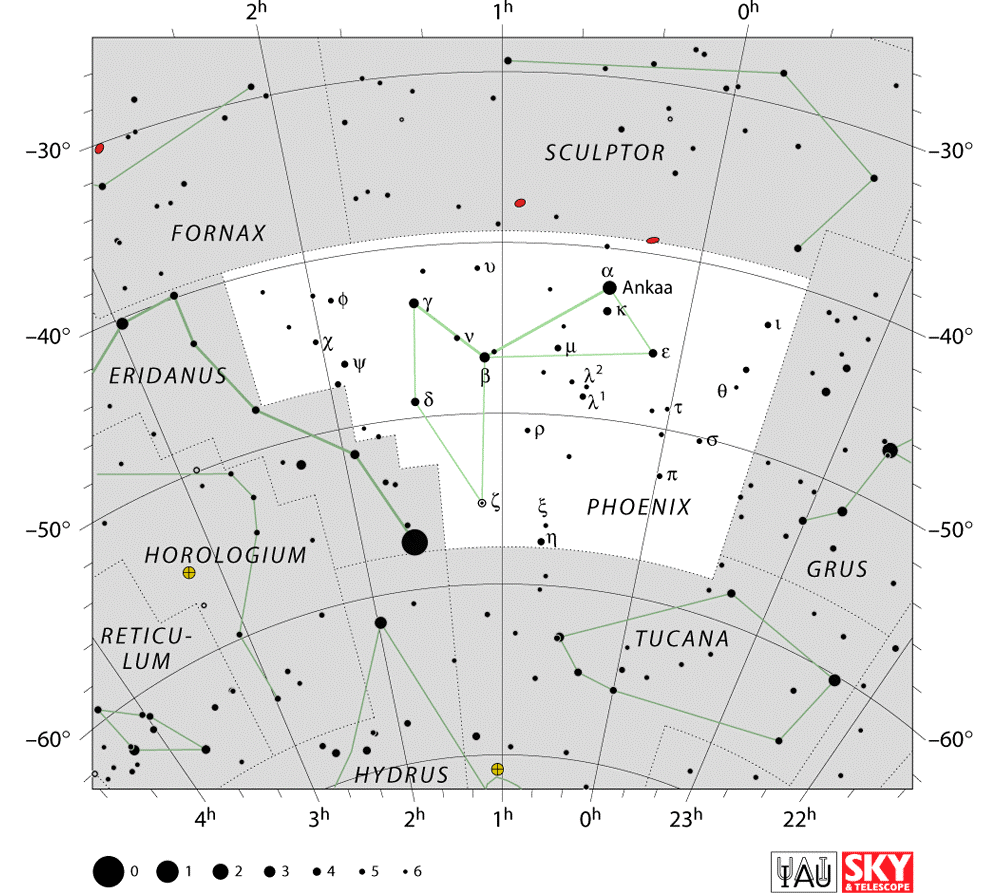 2h 1h 0h
–30° –30°
SCULPTOR
FORNAX
υ
α
Ankaa
ϕ γ κ ι
–40° –40°
χ ν μ ε
ψ β
ERIDANUS
λ2 θ
δ λ1 τ
ρ σ
π
ζ ξ PHOENIX
–50° –50°
η
HOROLOGIUM
GRUS
RETICU-
LUM
TUCANA
–60° –60°
HYDRUS
4h 3h 2h 1h 0h 23h 22h
0 1 2 3 4 5 6
IAU
SKY
& TELESCOPE